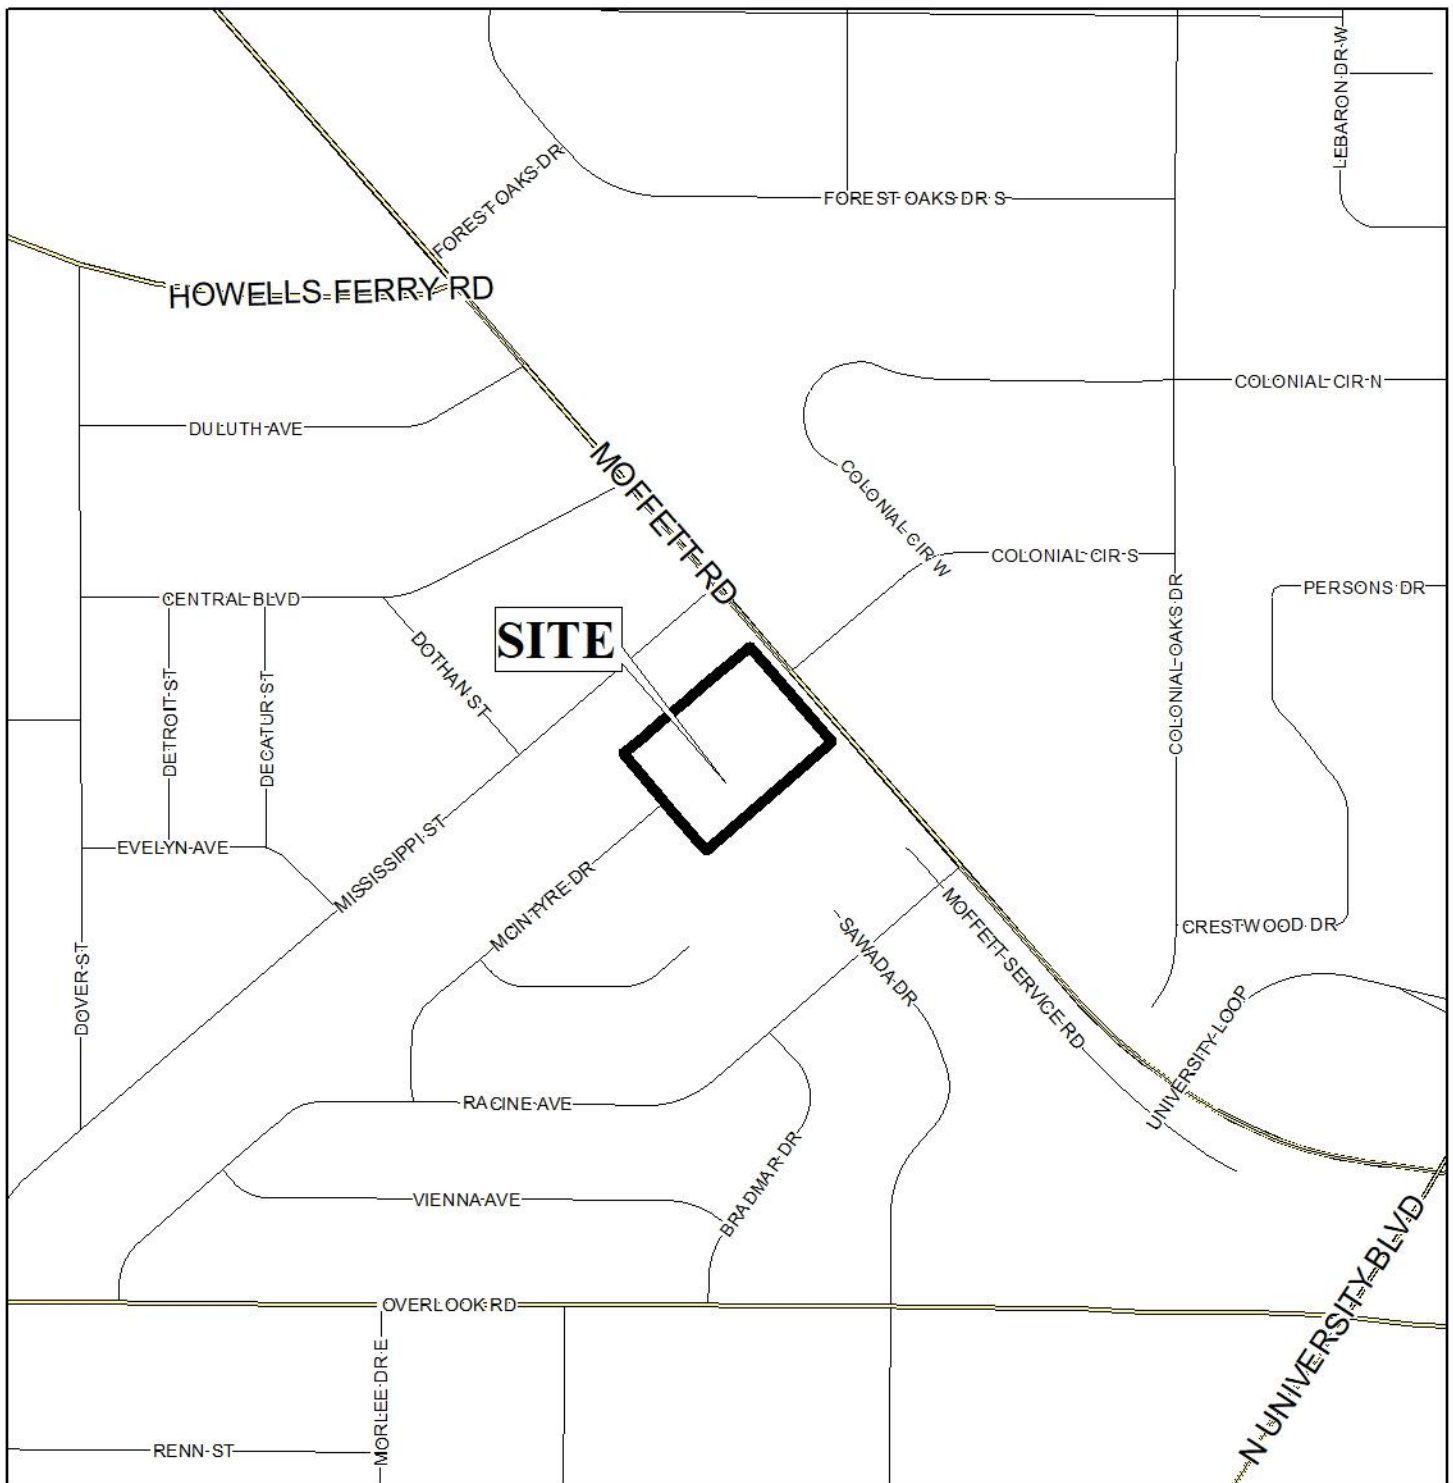 LEBARON DR W
FOREST OAKS DR
FOREST OAKS DR S
HOWELLS FERRY RD
COLONIAL CIR N
DULUTH AVE
MOFFETT RD
COLONIAL CIR W
COLONIAL CIR S
PERSONS DR
CENTRAL BLVD
SITE
DOTHAN ST
COLONIAL OAKS DR
DETROIT ST
DECATUR ST
EVELYN AVE
MISSISSIPPI ST
MCINTYRE DR
MOFFETT SERVICE RD
SAWADA DR
CRESTWOOD DR
DOVER ST
UNIVERSITY LOOP
RACINE AVE
BRADMAR DR
VIENNA AVE
N UNIVERSITY BLVD
OVERLOOK RD
MORLEE DR E
RENN ST